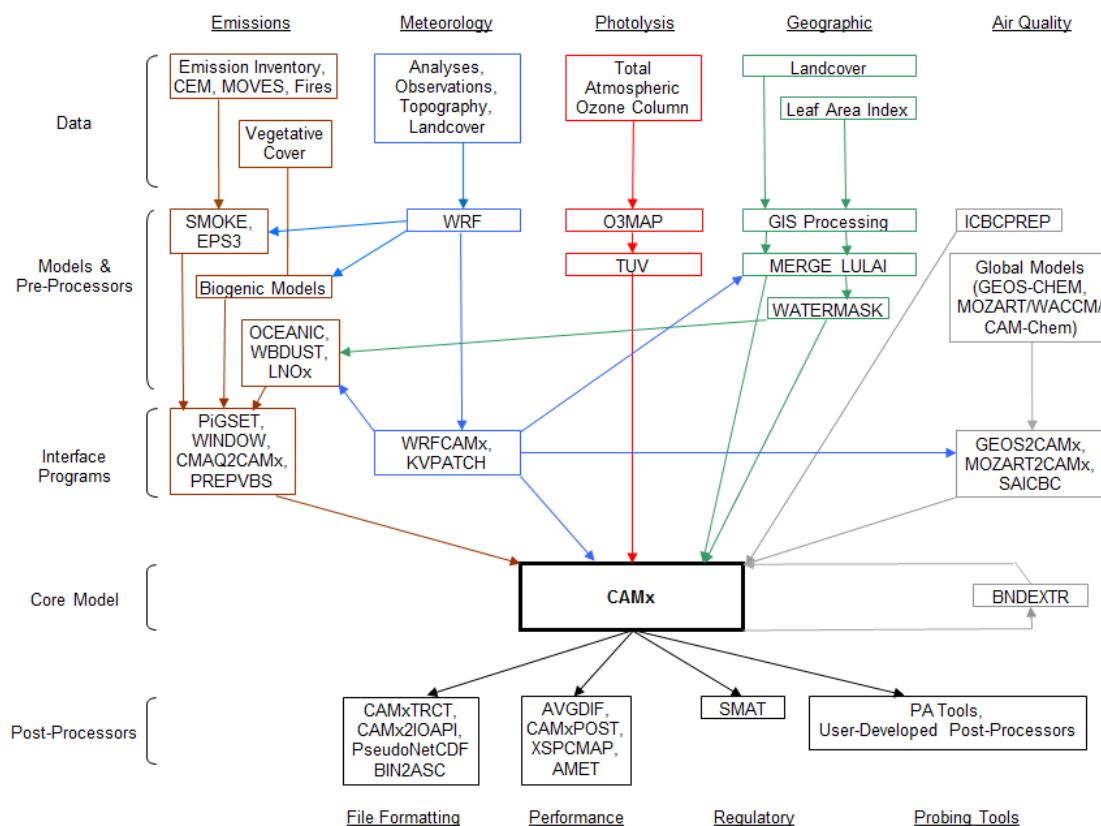 Emissions
Meteorology
Photolysis
Geographic
Air Quality
Data
Emission Inventory,
CEM, MOVES, Fires
Vegetative
Cover
Analyses,
Observations,
Topography,
Landcover
Total
Atmospheric
Ozone Column
Landcover
Leaf Area Index
Models &
Pre-Processors
SMOKE,
EPS3
WRF
O3MAP
GIS Processing
ICBCPREP
TUV
MERGE LULAI
Biogenic Models
WATERMASK
Global Models
(GEOS-CHEM,
MOZART/WACCM/
CAM-Chem)
OCEANIC,
WBDUST,
LNOx
Interface
Programs
PiGSET,
WINDOW,
CMAQ2CAMx,
PREPVBS
WRFCAMx,
KVPATCH
GEOS2CAMx,
MOZART2CAMx,
SAICBC
Core Model
CAMx
BNDEXTR
Post-Processors
CAMxTRCT,
CAMx2IOAPI,
PseudoNetCDF
BIN2ASC
AVGDIF,
CAMxPOST,
XSPCMAP,
AMET
SMAT
PA Tools,
User-Developed Post-Processors
File Formatting
Performance
Regulatory
Probing Tools